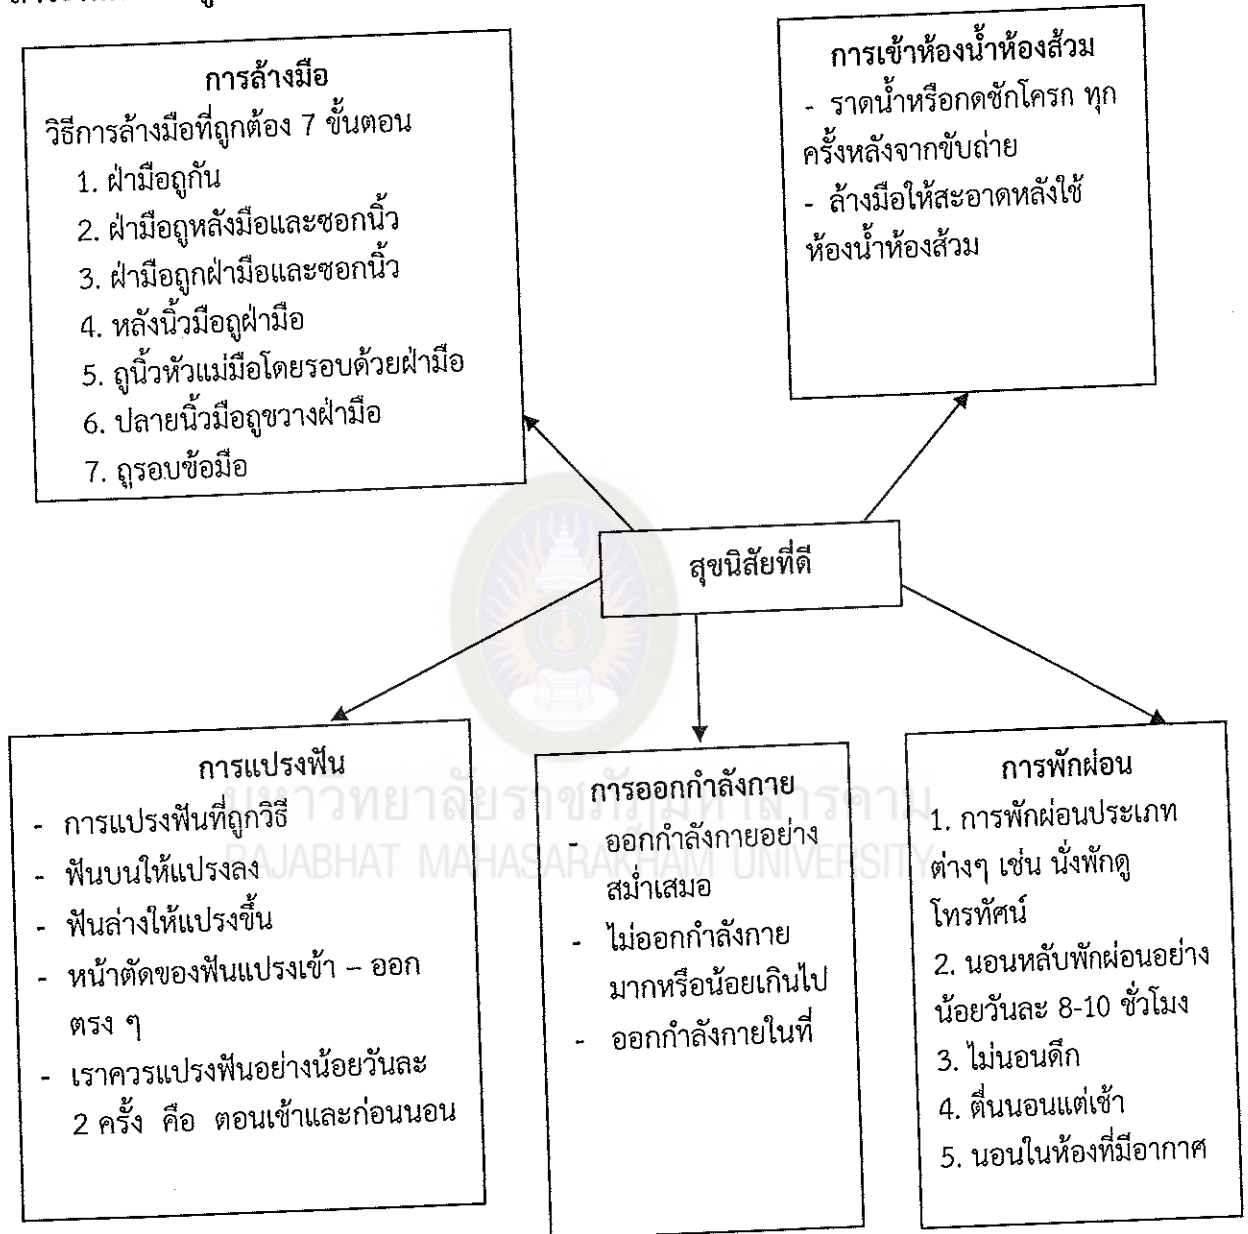 การล้างมือ
วิธีการล้างมือที่ถูกต้อง 7 ขั้นตอน
1. ฝ่ามือถูกัน
2. ฝ่ามือถูหลังมือและซอกนิ้ว
3. ฝ่ามือถูกฝ่ามือและซอกนิ้ว
4. หลังนิ้วมือถูฝ่ามือ
5. ถูนิ้วหัวแม่มือโดยรอบด้วยฝ่ามือ
6. ปลายนิ้วมือถูขวางฝ่ามือ
7. ถูรอบข้อมือ
การเข้าห้องน้ำห้องส้วม
- ราดน้ำหรือกดชักโครก ทุก
ครั้งหลังจากขับถ่าย
- ล้างมือให้สะอาดหลังใช้
ห้องน้ำห้องส้วม
สุขนิสัยที่ดี
การแปรงฟัน
- การแปรงฟันที่ถูกวิธี
- ฟันบนให้แปรงลง
- ฟันล่างให้แปรงขึ้น
- หน้าตัดของฟันแปรงเข้า – ออก
ตรง ๆ
- เราควรแปรงฟันอย่างน้อยวันละ
2 ครั้ง คือ ตอนเช้าและก่อนนอน
การออกกำลังกาย
- ออกกำลังกายอย่าง
สม่ำเสมอ
- ไม่ออกกำลังกาย
มากหรือน้อยเกินไป
- ออกกำลังกายในที่
การพักผ่อน
1. การพักผ่อนประเภท
ต่างๆ เช่น นั่งพักดู
โทรทัศน์
2. นอนหลับพักผ่อนอย่าง
น้อยวันละ 8-10 ชั่วโมง
3. ไม่นอนดึก
4. ตื่นนอนแต่เช้า
5. นอนในห้องที่มีอากาศ
มหาวิทยาลัยราชภัฏมหาสารคาม
RAJABHAT MAHASARAKHAM UNIVERSITY